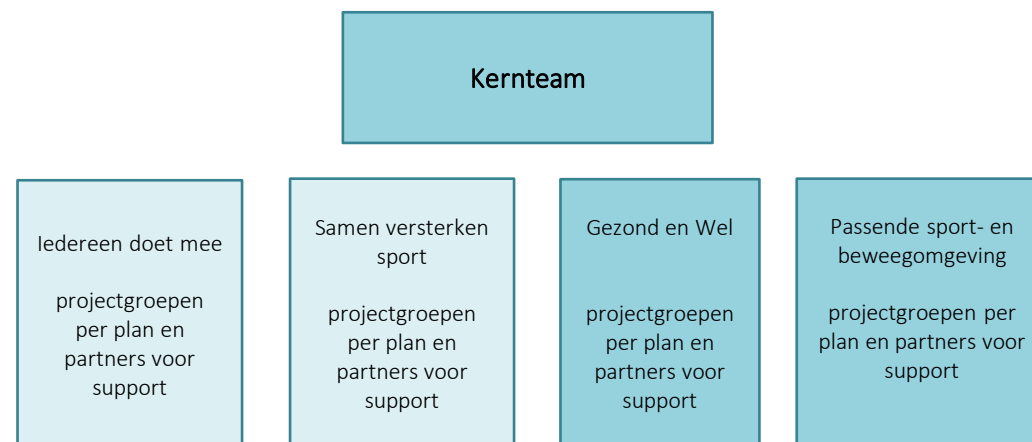 Kernteam
Iedereen doet mee
projectgroepen
per plan en
partners voor
support
Samen versterken
sport
projectgroepen
per plan en
partners voor
support
Gezond en Wel
projectgroepen
per plan en
partners voor
support
Passende sport- en
beweegomgeving
projectgroepen per
plan en partners voor
support